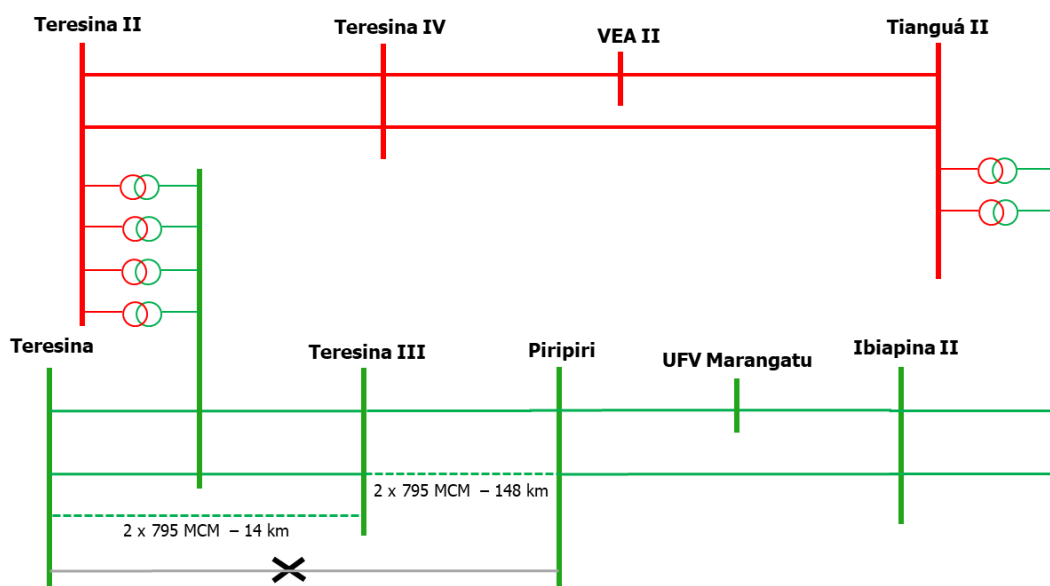 Teresina II
Teresina IV
VEA II
Tianguá II
Teresina
Teresina III
Piripiri
UFV Marangatu
Ibiapina II
2 x 795 MCM – 148 km
2 x 795 MCM – 14 km